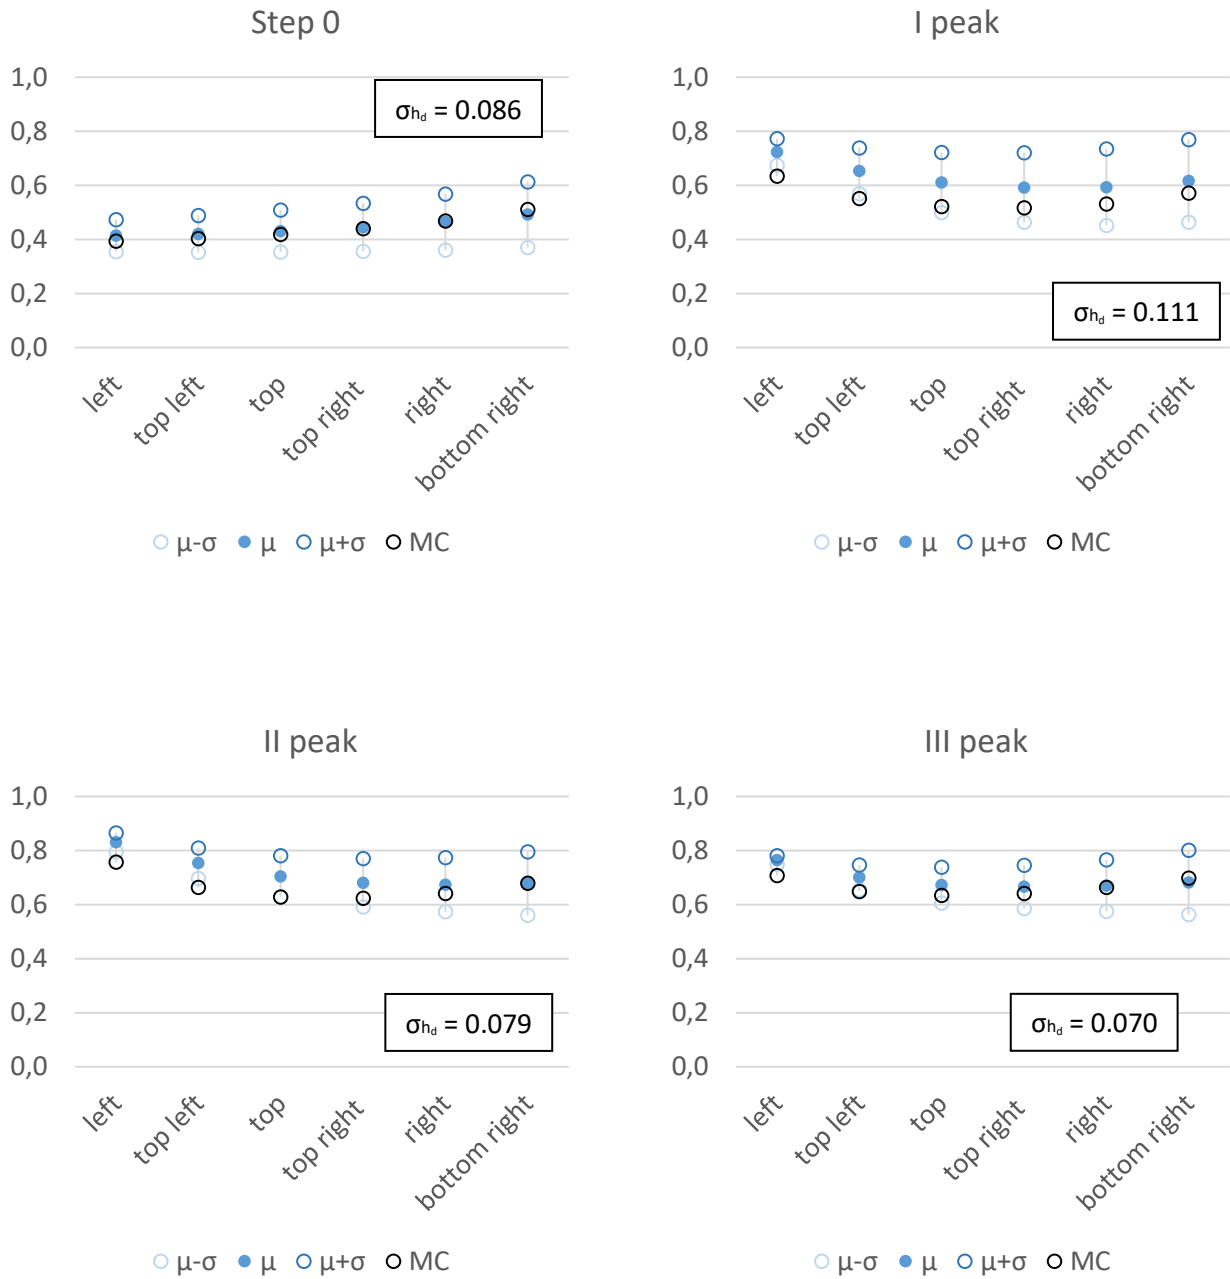 Step 0
1,0
0,8
0,6
0,4
0,2
0,0
σhd = 0.086
left
top left
top
top right
right
bottom right
μ-σ μ μ+σ MC
I peak
1,0
0,8
0,6
0,4
0,2
0,0
σhd = 0.111
left
top left
top
top right
right
bottom right
μ-σ μ μ+σ MC
II peak
1,0
0,8
0,6
0,4
0,2
0,0
σhd = 0.079
left
top left
top
top right
right
bottom right
μ-σ μ μ+σ MC
III peak
1,0
0,8
0,6
0,4
0,2
0,0
σhd = 0.070
left
top left
top
top right
right
bottom right
μ-σ μ μ+σ MC